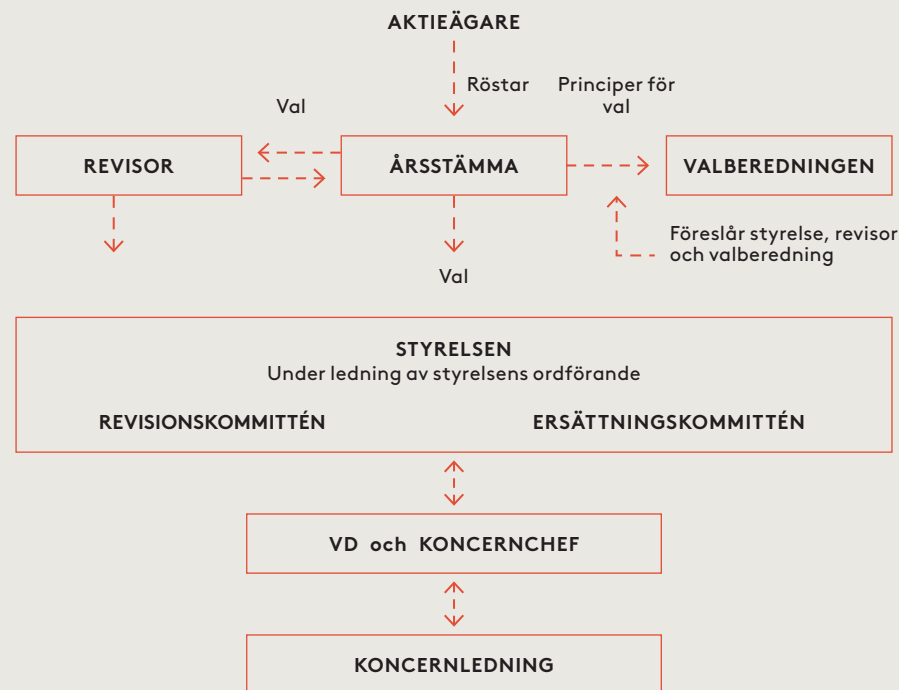 AKTIEÄGARE
Röstar
Principer för
val
Val
REVISOR
ÅRSSTÄMMA
VALBEREDNINGEN
Föreslår styrelse, revisor
och valberedning
Val
STYRELSEN
Under ledning av styrelsens ordförande
REVISIONSKOMMITTÉN
ERSÄTTNINGSKOMMITTÉN
VD och KONCERNCHEF
KONCERNLEDNING